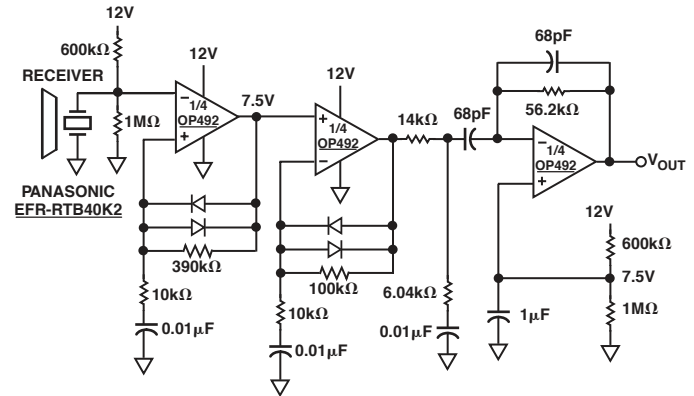 12V
600kΩ
RECEIVER
1MΩ
PANASONIC
EFR-RTB40K2
12V
−
1/4
OP492
+
7.5V
390kΩ
10kΩ
0.01μF
12V
+
1/4
OP492
−
100kΩ
10kΩ
0.01μF
14kΩ
68pF
6.04kΩ
0.01μF
68pF
56.2kΩ
−
1/4
OP492
+
VOUT
12V
600kΩ
7.5V
1μF
1MΩ